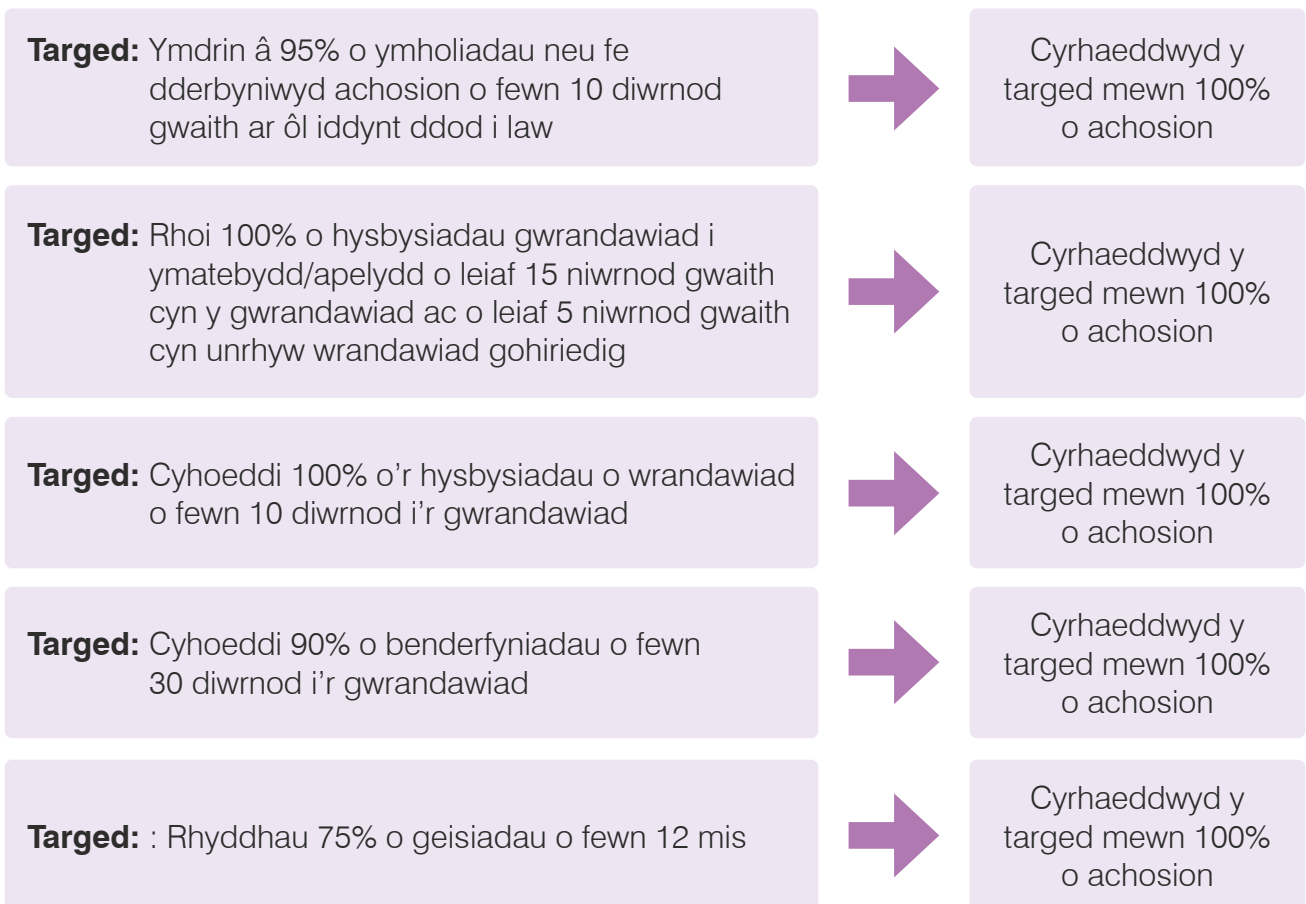 Targed: Ymdrin â 95% o ymholiadau neu fe
dderbyniwyd achosion o fewn 10 diwrnod
gwaith ar ôl iddynt ddod i law
Cyrhaeddwyd y
targed mewn 100%
o achosion
Targed: Rhoi 100% o hysbysiadau gwrandawiad i
ymatebydd/apelydd o leiaf 15 niwrnod gwaith
cyn y gwrandawiad ac o leiaf 5 niwrnod gwaith
cyn unrhyw wrandawiad gohiriedig
Cyrhaeddwyd y
targed mewn 100%
o achosion
Targed: Cyhoeddi 100% o’r hysbysiadau o wrandawiad
o fewn 10 diwrnod i’r gwrandawiad
Cyrhaeddwyd y
targed mewn 100%
o achosion
Targed: Cyhoeddi 90% o benderfyniadau o fewn
30 diwrnod i’r gwrandawiad
Cyrhaeddwyd y
targed mewn 100%
o achosion
Targed: : Rhyddhau 75% o geisiadau o fewn 12 mis
Cyrhaeddwyd y
targed mewn 100%
o achosion